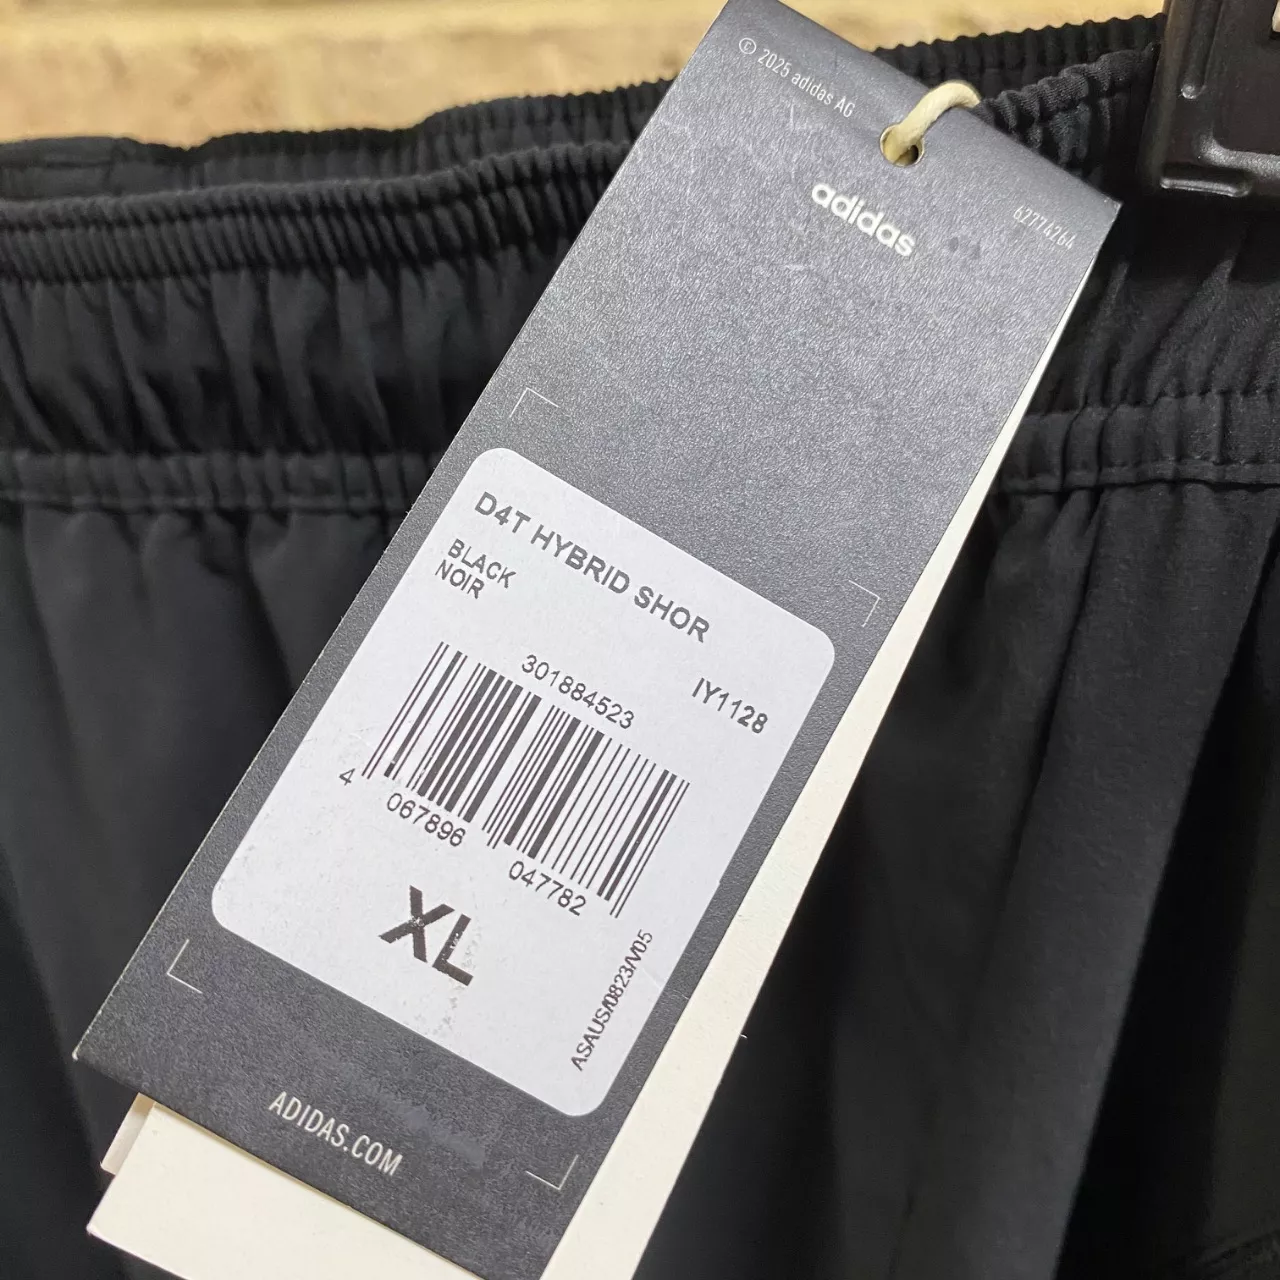 © 2025 adidas AG
adidas
62774264
D4T HYBRID SHOR
BLACK
NOIR
301884523
IY1128
4 067896 047782
XL
ASAUS/0823/V05
ADIDAS.COM